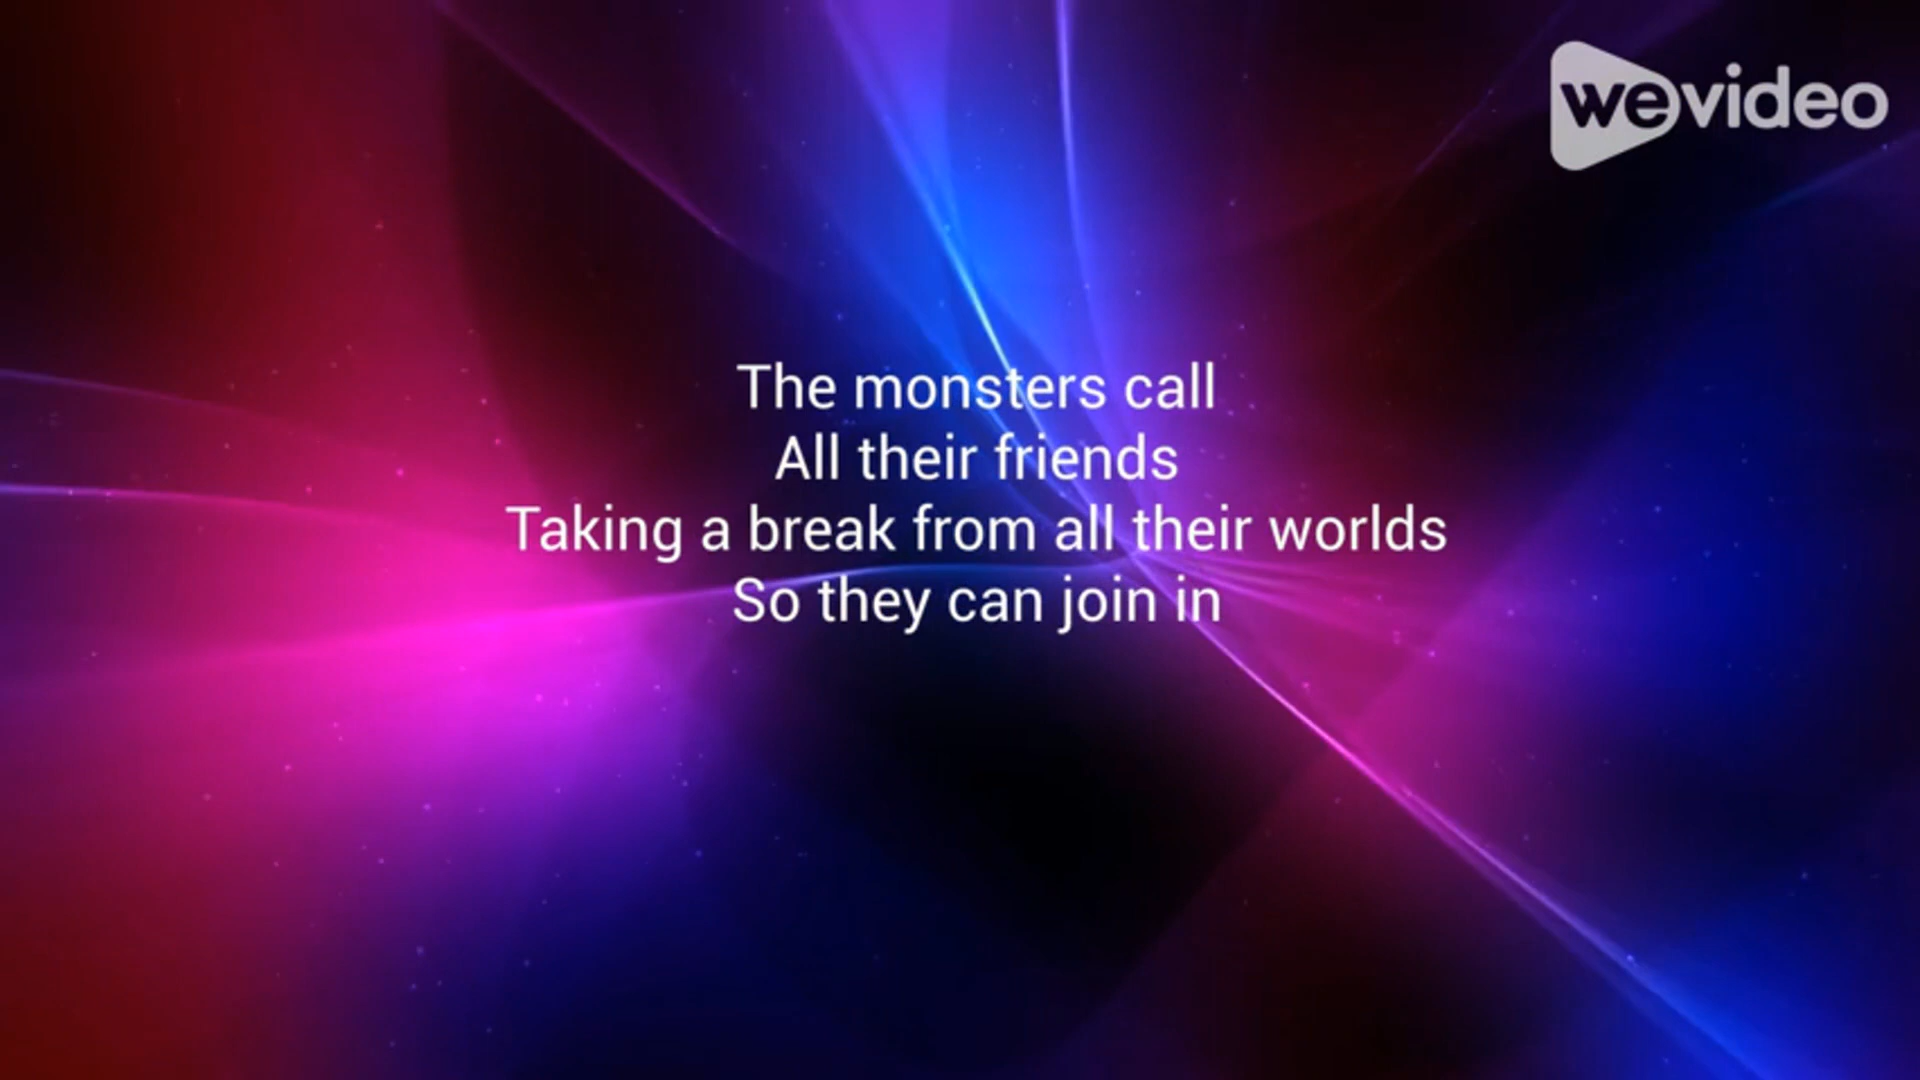 wevideo
The monsters call
All their friends
Taking a break from all their worlds
So they can join in